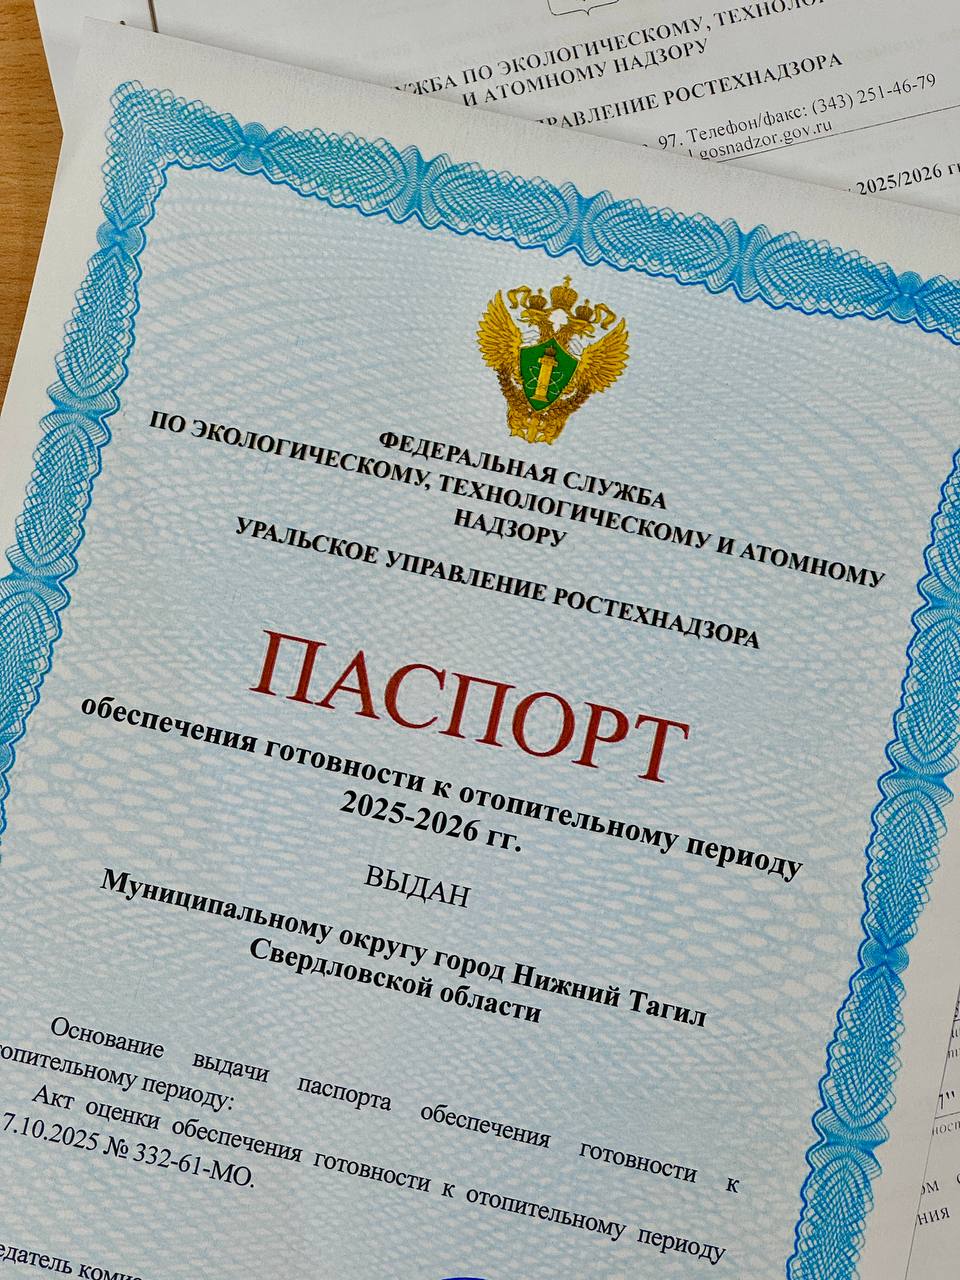 ПО ЭКОЛОГИЧЕСКОМУ,
И АТОМНОМУ НАДЗОРУ
РОСТЕХНАДЗОРА
97. Телефон/факс: (343) 251-46-79
gosnadzor.gov.ru
2025/2026
ФЕДЕРАЛЬНАЯ СЛУЖБА
ПО ЭКОЛОГИЧЕСКОМУ, ТЕХНОЛОГИЧЕСКОМУ И АТОМНОМУ
НАДЗОРУ
УРАЛЬСКОЕ УПРАВЛЕНИЕ РОСТЕХНАДЗОРА
ПАСПОРТ
обеспечения готовности к отопительному периоду
2025-2026 гг.
ВЫДАН
Муниципальному округу город Нижний Тагил
Свердловской области
Основание выдачи паспорта обеспечения готовности к
отопительному периоду:
Акт оценки обеспечения готовности к отопительному периоду
7.10.2025 № 332-61-МО.